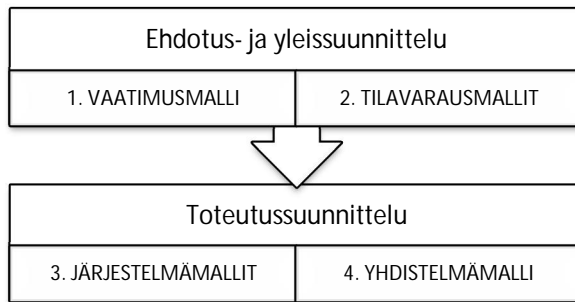 Ehdotus- ja yleissuunnittelu
1. VAATIMUSMALLI
2. TILAVARAUSMALLIT
Toteutussuunnittelu
3. JÄRJESTELMÄMALLIT
4. YHDISTELMÄMALLI